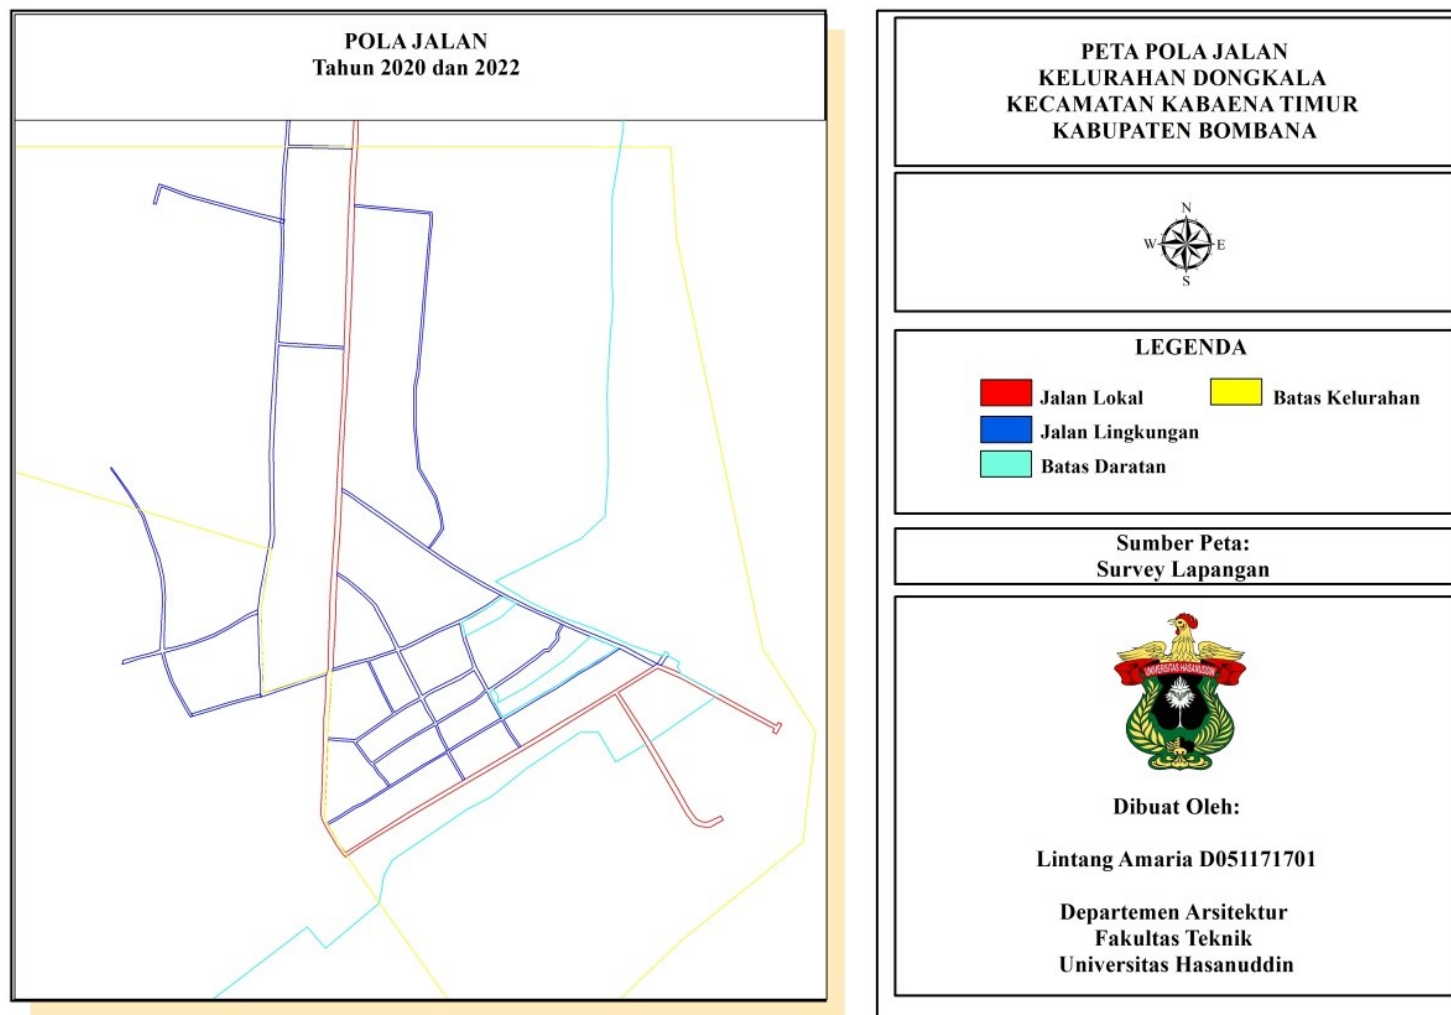 POLA JALAN
Tahun 2020 dan 2022
PETA POLA JALAN
KELURAHAN DONGKALA
KECAMATAN KABAENA TIMUR
KABUPATEN BOMBANA
N
W
E
S
LEGENDA
Jalan Lokal
Batas Kelurahan
Jalan Lingkungan
Batas Daratan
Sumber Peta:
Survey Lapangan
UNIVERSITAS HASANUDDIN
Dibuat Oleh:
Lintang Amaria D051171701
Departemen Arsitektur
Fakultas Teknik
Universitas Hasanuddin